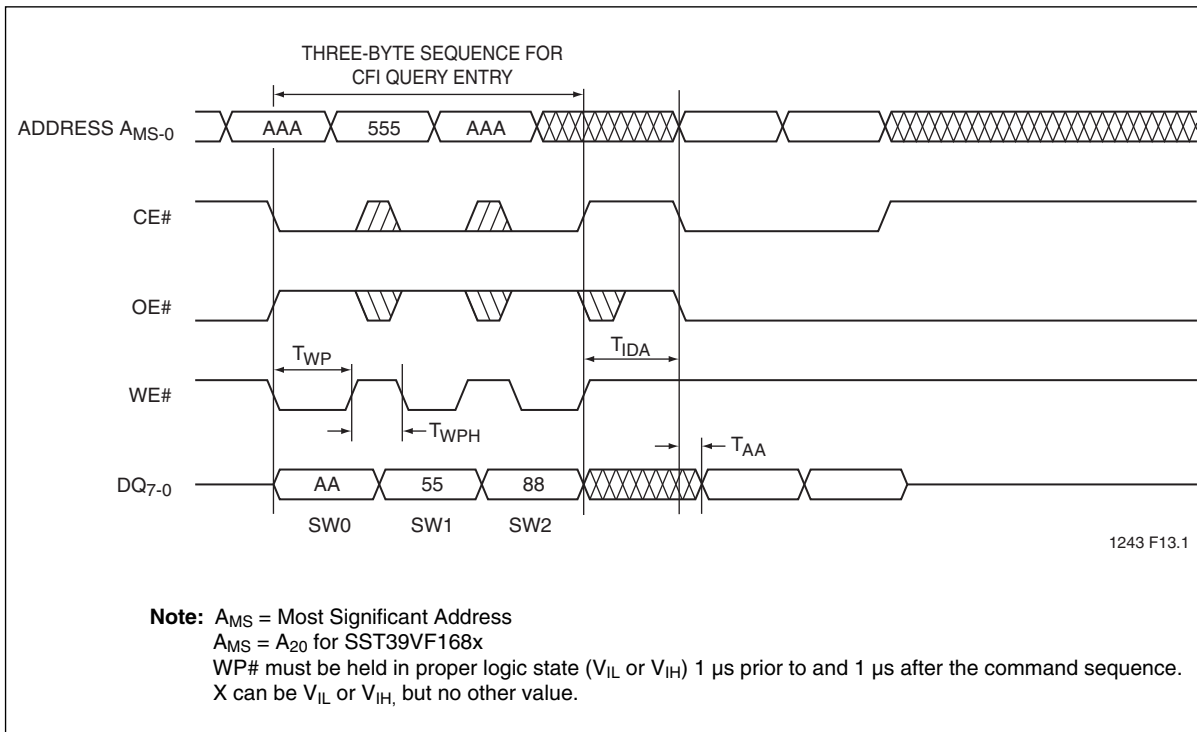 THREE-BYTE SEQUENCE FOR
CFI QUERY ENTRY
ADDRESS AMS-0
AAA 555 AAA
CE#
OE#
TWP
TIDA
WE#
TWPH
TAA
DQ7-0
AA 55 88
SW0 SW1 SW2
1243 F13.1
Note: AMS = Most Significant Address
AMS = A20 for SST39VF168x
WP# must be held in proper logic state (VIL or VIH) 1 µs prior to and 1 µs after the command sequence.
X can be VIL or VIH, but no other value.